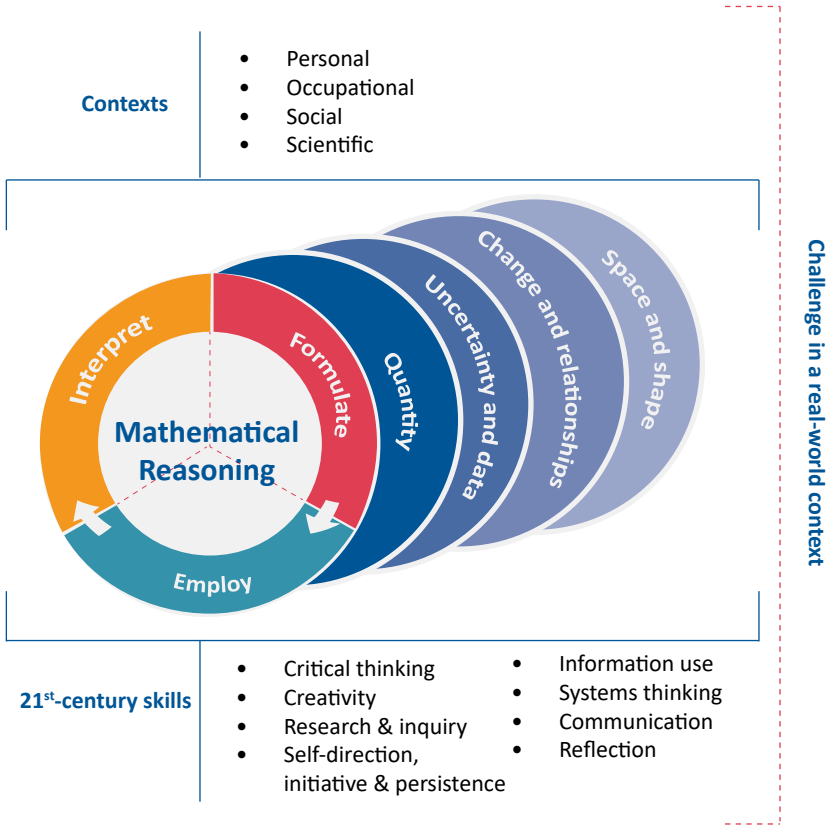 Contexts
• Personal
• Occupational
• Social
• Scientific
Interpret
Formulate
Employ
Mathematical
Reasoning
Quantity
Uncertainty and data
Change and relationships
Space and shape
Challenge in a real-world context
21st-century skills
• Critical thinking
• Creativity
• Research & inquiry
• Self-direction,
initiative & persistence
• Information use
• Systems thinking
• Communication
• Reflection